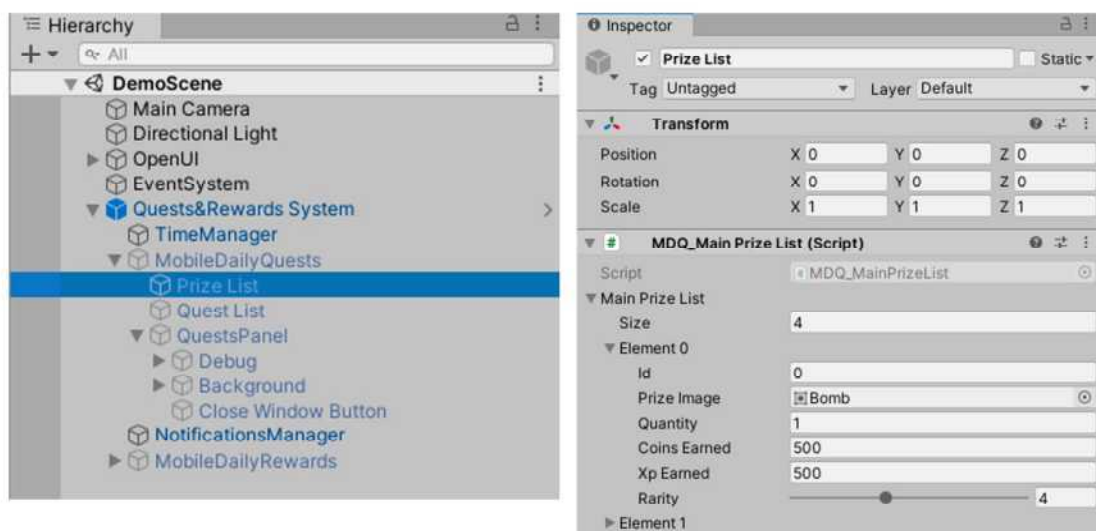 Hierarchy
All
DemoScene
Main Camera
Directional Light
OpenUI
EventSystem
Quests&Rewards System
TimeManager
MobileDailyQuests
Prize List
Quest List
QuestsPanel
Debug
Background
Close Window Button
NotificationsManager
MobileDailyRewards
Inspector
Prize List Static
Tag Untagged Layer Default
Transform
Position X 0 Y 0 Z 0
Rotation X 0 Y 0 Z 0
Scale X 1 Y 1 Z 1
# MDQ_Main Prize List (Script)
Script # MDQ_MainPrizeList
Main Prize List
Size 4
Element 0
Id 0
Prize Image Bomb
Quantity 1
Coins Earned 500
Xp Earned 500
Rarity 4
Element 1